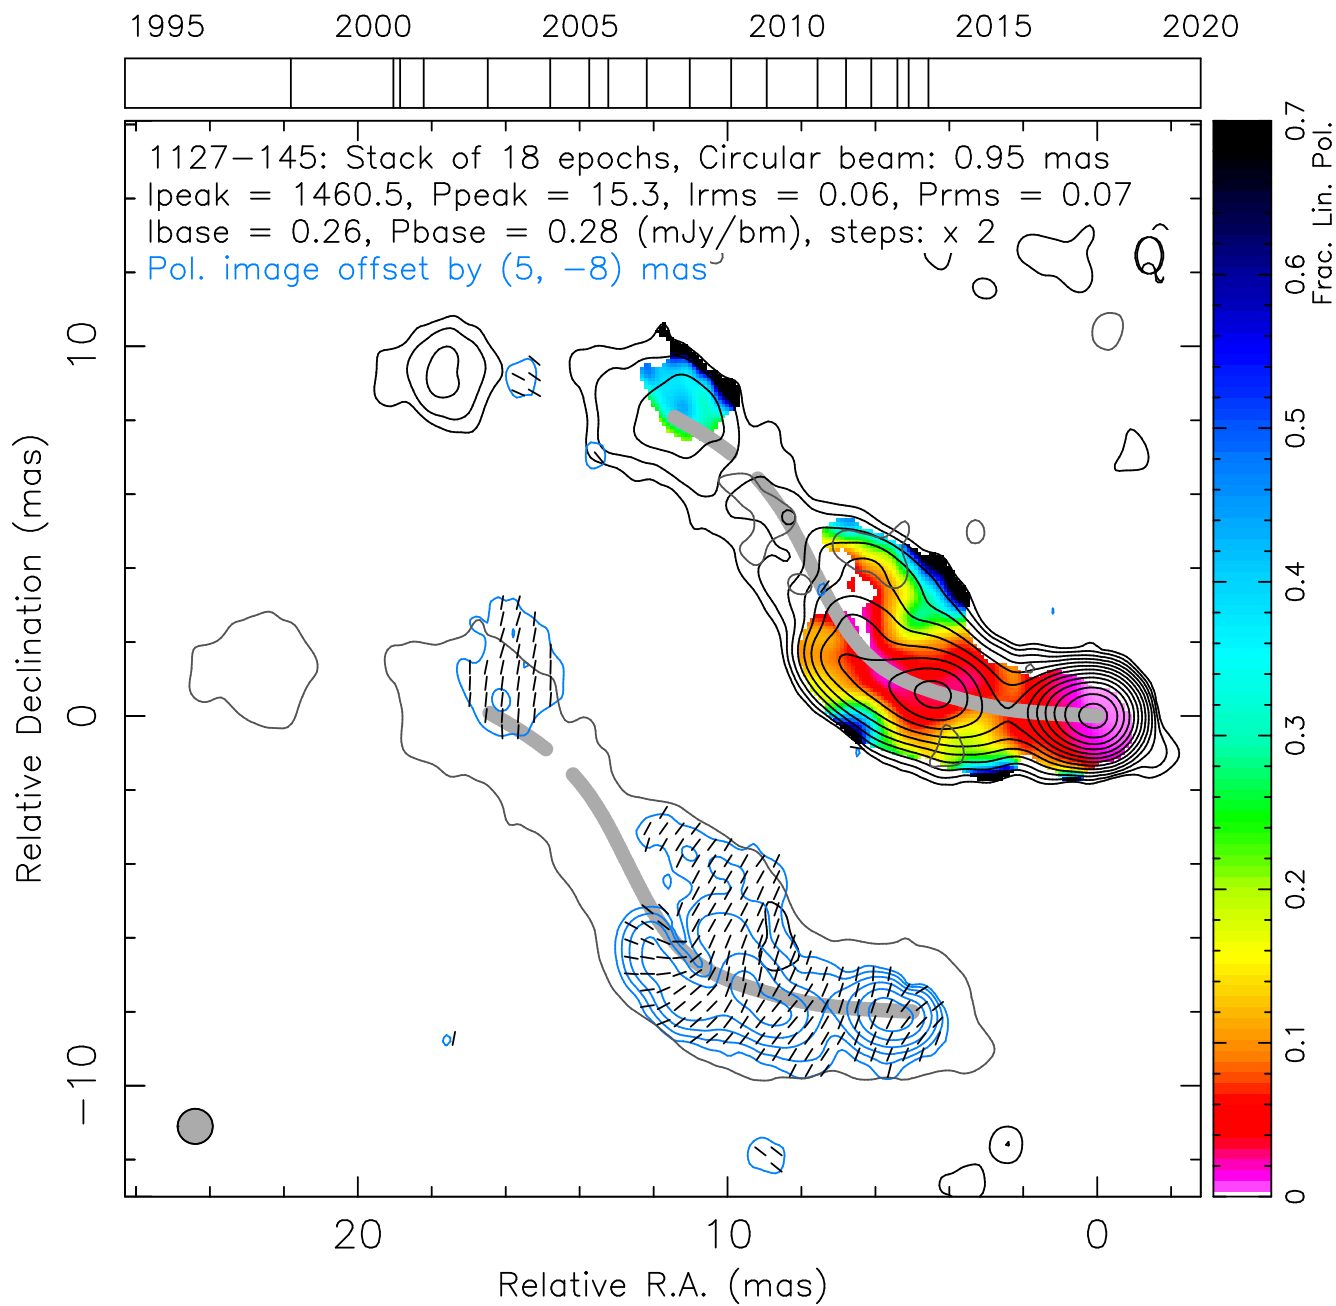 1995 2000 2005 2010 2015 2020
1127−145: Stack of 18 epochs, Circular beam: 0.95 mas
Ipeak = 1460.5, Ppeak = 15.3, Irms = 0.06, Prms = 0.07
Ibase = 0.26, Pbase = 0.28 (mJy/bm), steps: x 2
Pol. image offset by (5, −8) mas
Q
Relative Declination (mas)
10
0
−10
20 10 0
Relative R.A. (mas)
0.7
0.6
0.5
0.4
0.3
0.2
0.1
0
Frac. Lin. Pol.